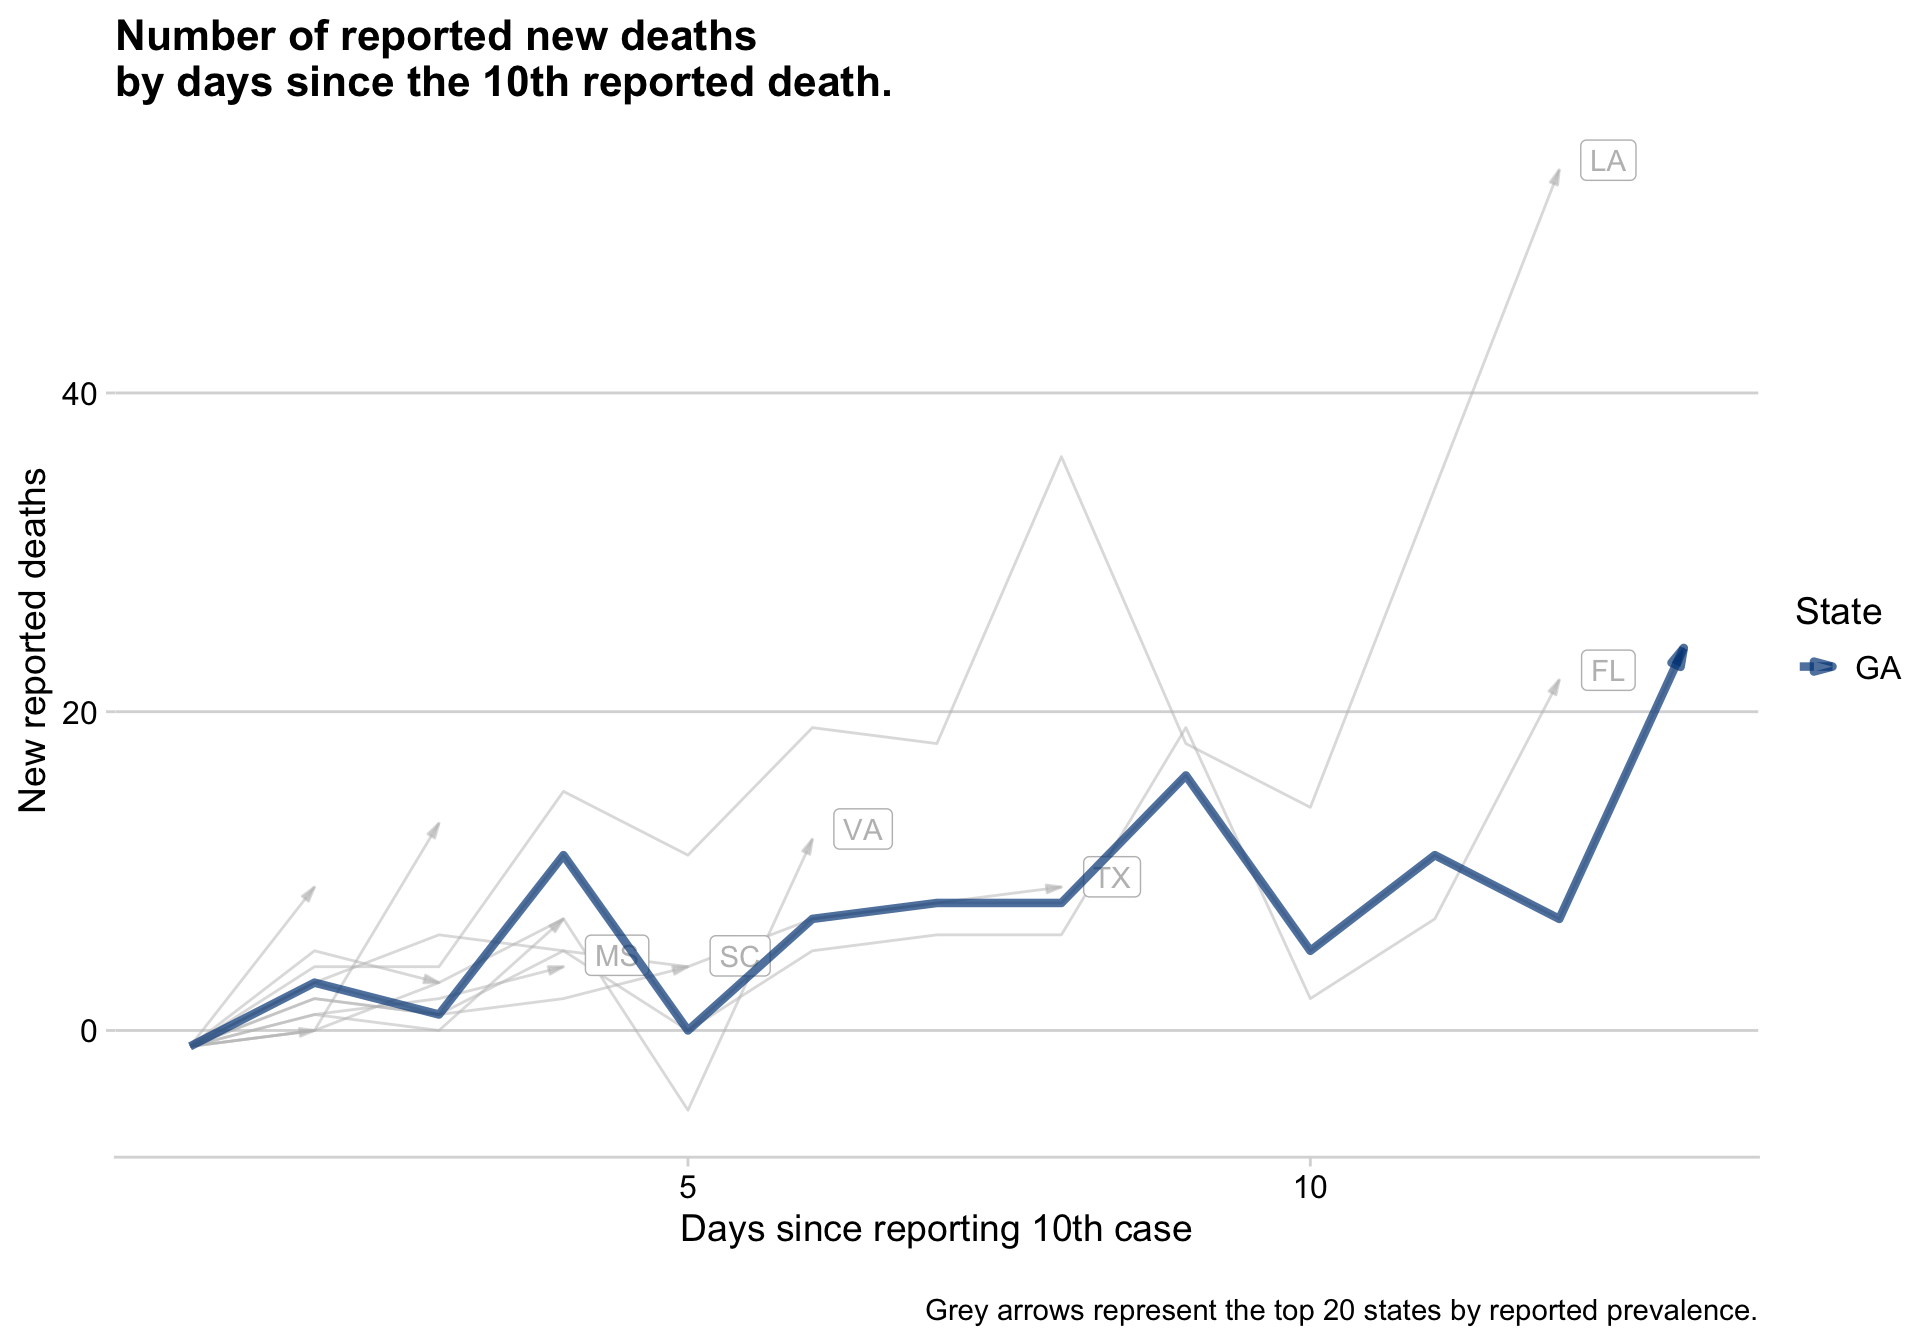 Number of reported new deaths
by days since the 10th reported death.
LA
40
New reported deaths
State
FL
GA
20
VA
TX
MS
SC
0
5
10
Days since reporting 10th case
Grey arrows represent the top 20 states by reported prevalence.